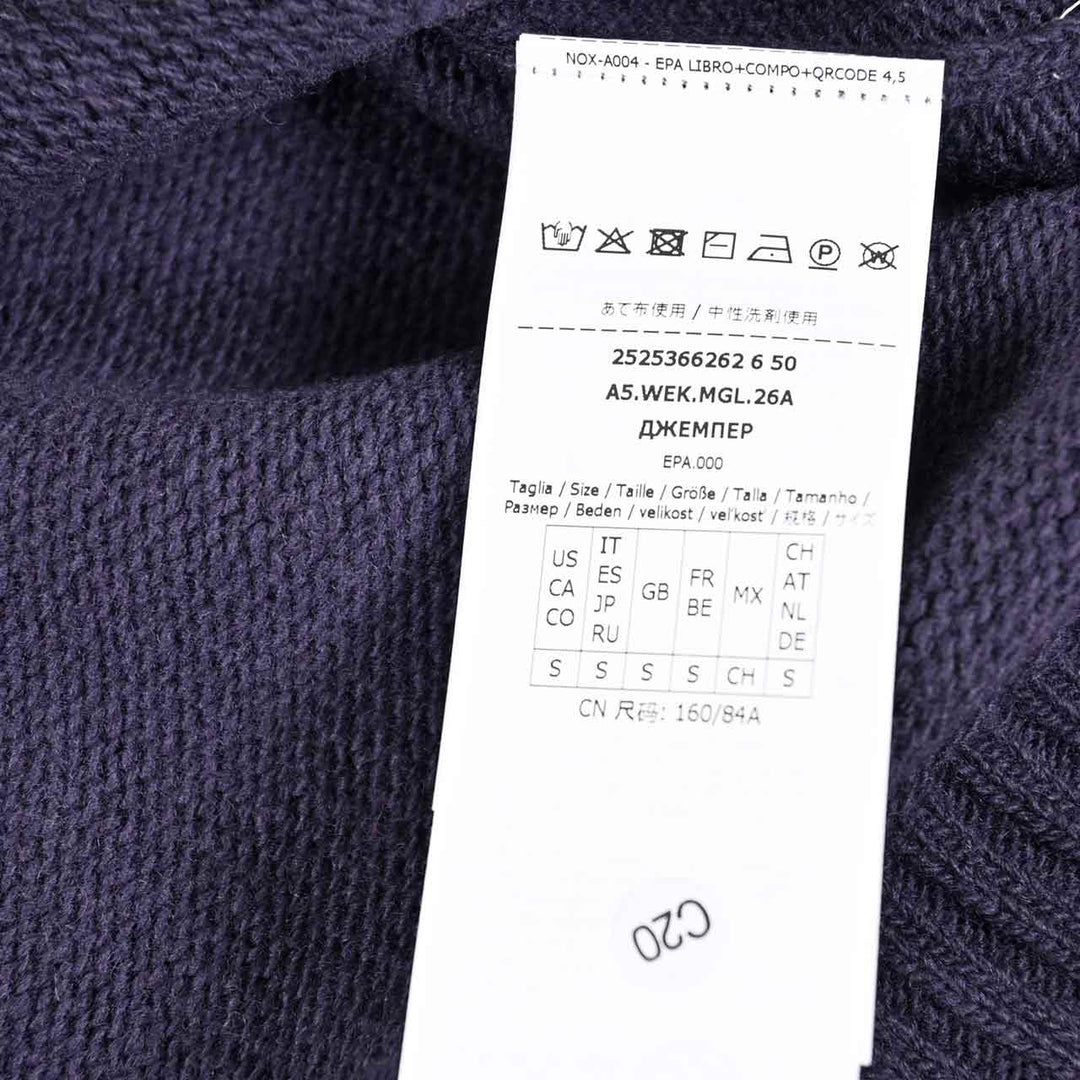 NOX-A004 - EPA LIBRO+COMPO+QRCODE 4,5
P W
あて布使用 / 中性洗剤使用
2525366262 6 50
A5.WEK.MGL.26A
ДЖЕМПЕР
EPA.000
Taglia / Size / Taille / Größe / Talla / Tamanho /
Размер / Beden / velikost / veľkosť / 规格 / サイズ
US CA CO IT ES JP RU GB FR BE MX CH AT NL DE
S S S S CH S
CN 尺码: 160/84A
C20